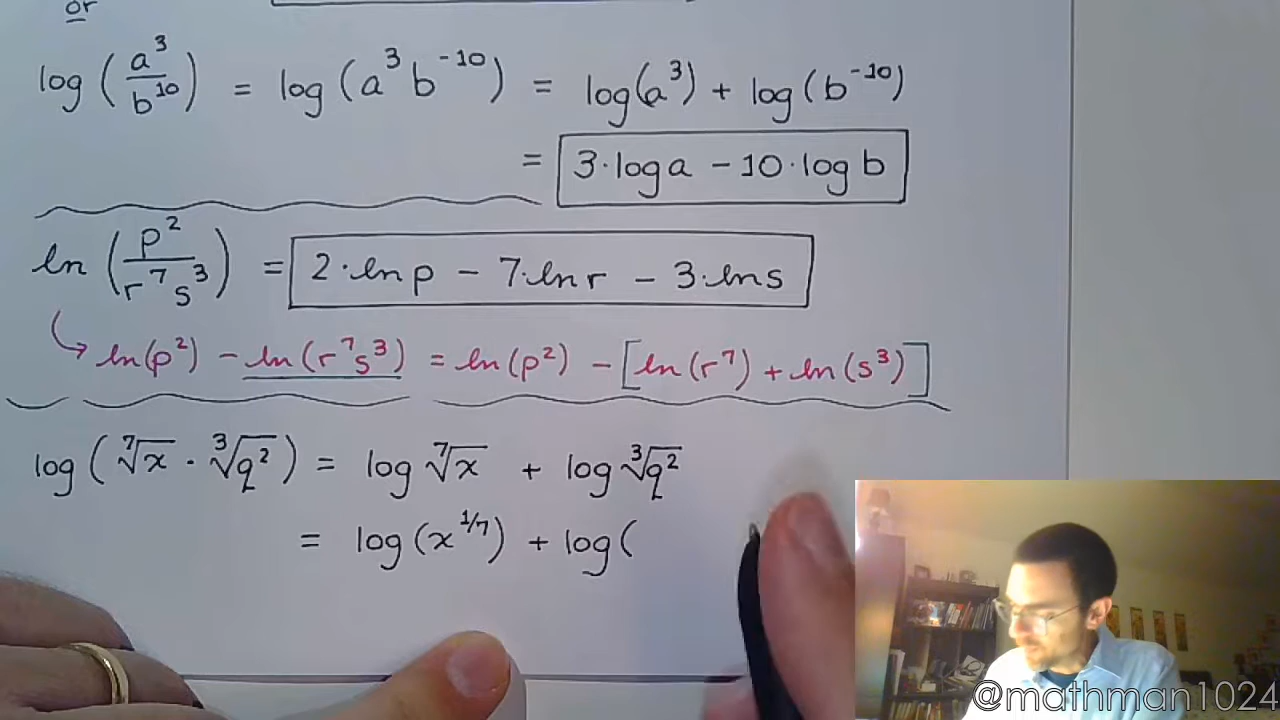 or
log(a³/b¹⁰) = log(a³b⁻¹⁰) = log(a³) + log(b⁻¹⁰)
= 3·log a − 10·log b
ln(p²/r⁷s³) = 2·ln p − 7·ln r − 3·ln s
ln(p²) − ln(r⁷s³) = ln(p²) − [ln(r⁷) + ln(s³)]
log(⁷√x · ³√q²) = log ⁷√x + log ³√q²
= log(x^1/7) + log(
@mathman1024